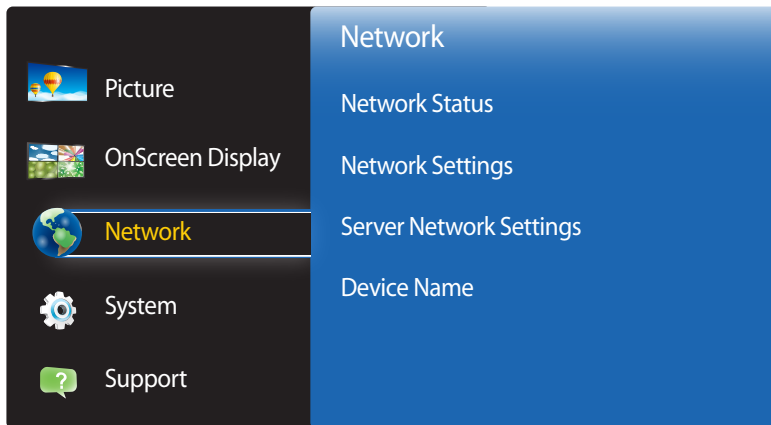 Picture
OnScreen Display
Network
System
Support
Network
Network Status
Network Settings
Server Network Settings
Device Name